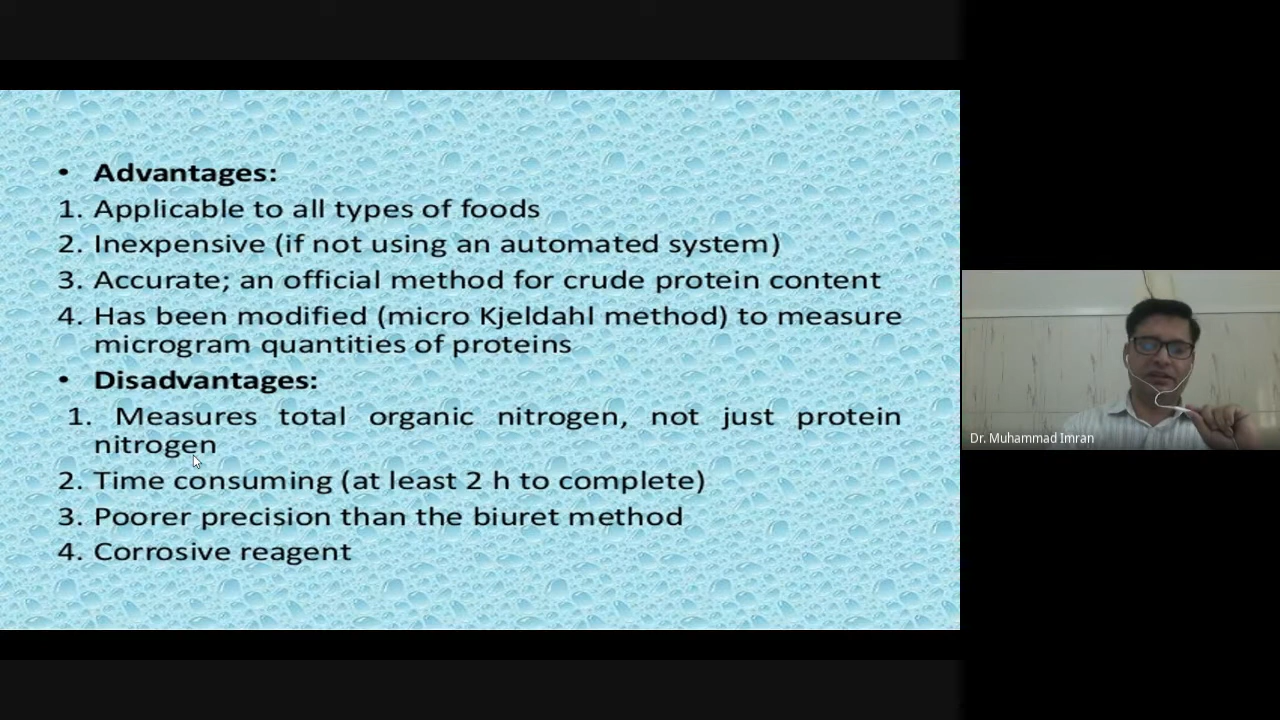 • Advantages:
1. Applicable to all types of foods
2. Inexpensive (if not using an automated system)
3. Accurate; an official method for crude protein content
4. Has been modified (micro Kjeldahl method) to measure
microgram quantities of proteins
• Disadvantages:
1. Measures total organic nitrogen, not just protein
nitrogen
2. Time consuming (at least 2 h to complete)
3. Poorer precision than the biuret method
4. Corrosive reagent
Dr. Muhammad Imran